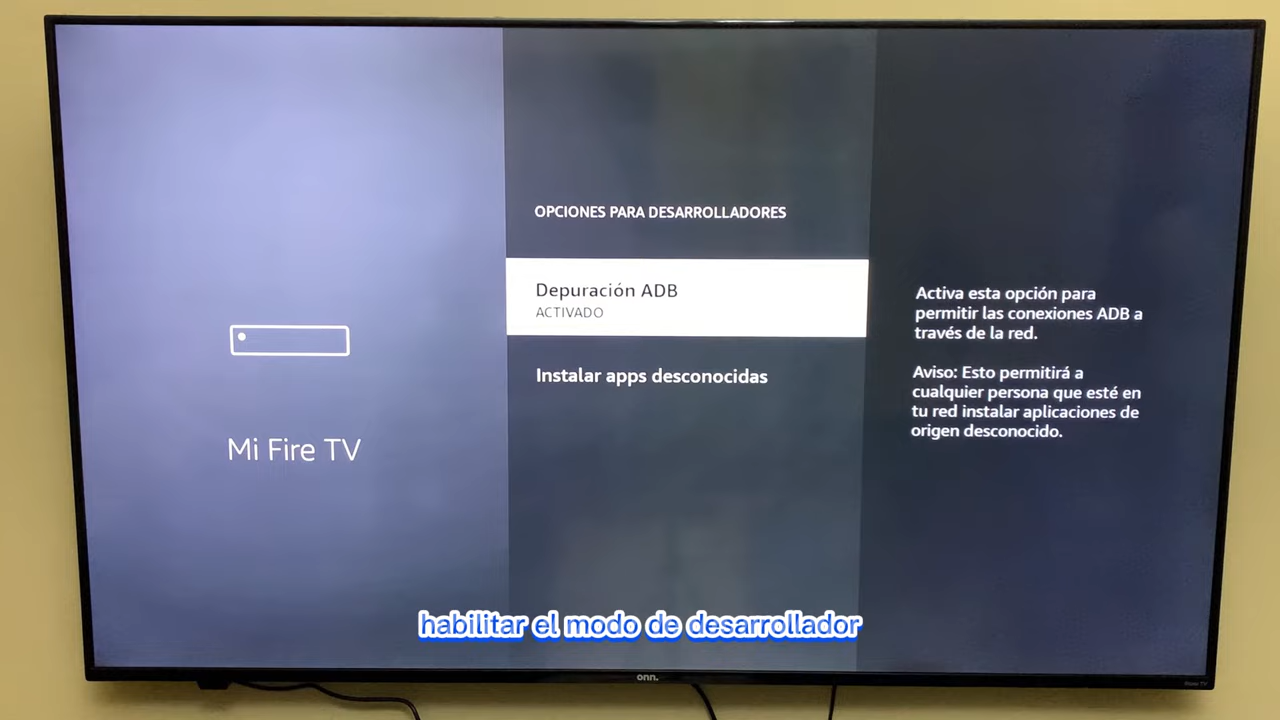 OPCIONES PARA DESARROLLADORES
Depuración ADB
ACTIVADO
Instalar apps desconocidas
Mi Fire TV
Activa esta opción para
permitir las conexiones ADB a
través de la red.
Aviso: Esto permitirá a
cualquier persona que esté en
tu red instalar aplicaciones de
origen desconocido.
habilitar el modo de desarrollador
onn.